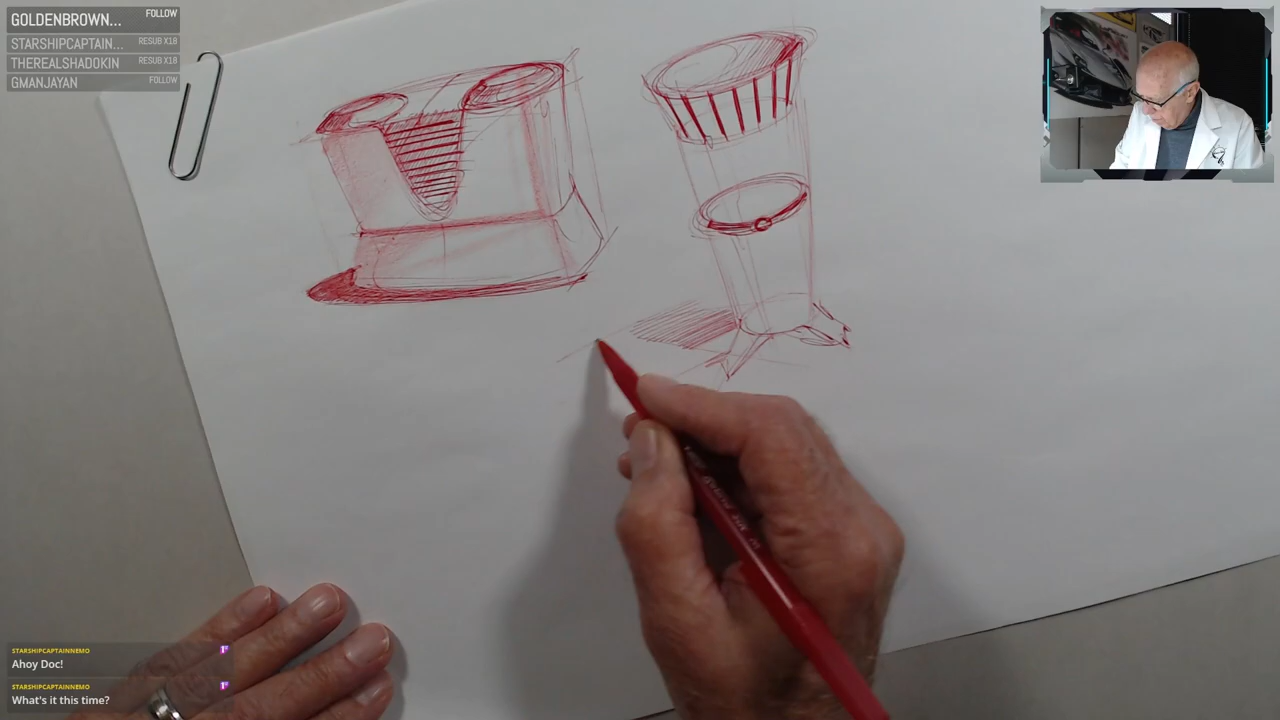 GOLDENBROWN... FOLLOW
STARSHIPCAPTAIN... RESUB X18
THEREALSHADOKIN RESUB X18
GMANJAYAN FOLLOW
STARSHIPCAPTAINNEMO
Ahoy Doc!
STARSHIPCAPTAINNEMO
What's it this time?